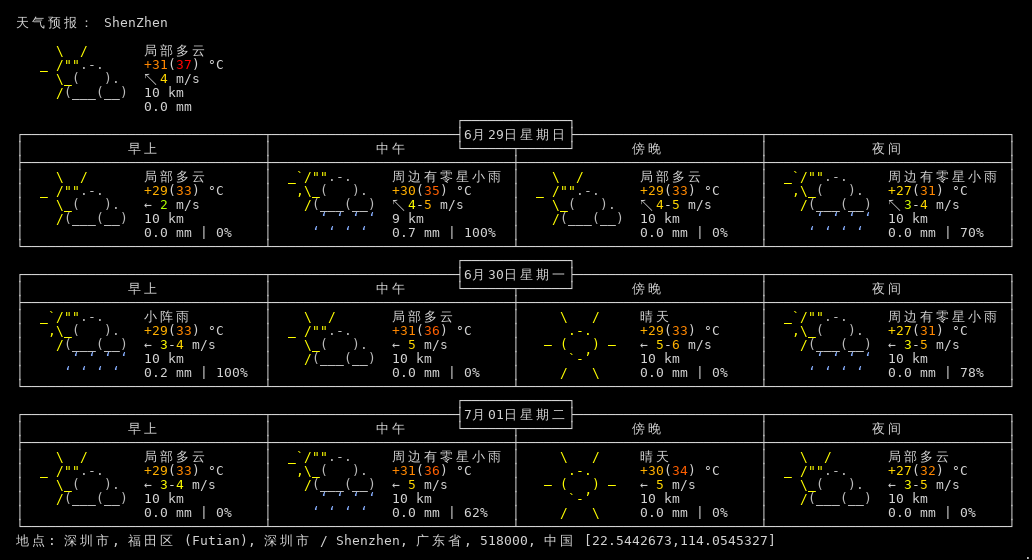 天气预报： ShenZhen
局部多云
+31(37) °C
↖4 m/s
10 km
0.0 mm
6月29日星期日
早上 中午 傍晚 夜间
局部多云 周边有零星小雨 局部多云 周边有零星小雨
+29(33) °C +30(35) °C +29(33) °C +27(31) °C
← 2 m/s ↖4-5 m/s ↖4-5 m/s ↖3-4 m/s
10 km 9 km 10 km 10 km
0.0 mm | 0% 0.7 mm | 100% 0.0 mm | 0% 0.0 mm | 70%
6月30日星期一
早上 中午 傍晚 夜间
小阵雨 局部多云 晴天 周边有零星小雨
+29(33) °C +31(36) °C +29(33) °C +27(31) °C
← 3-4 m/s ← 5 m/s ← 5-6 m/s ← 3-5 m/s
10 km 10 km 10 km 10 km
0.2 mm | 100% 0.0 mm | 0% 0.0 mm | 0% 0.0 mm | 78%
7月01日星期二
早上 中午 傍晚 夜间
局部多云 周边有零星小雨 晴天 局部多云
+29(33) °C +31(36) °C +30(34) °C +27(32) °C
← 3-4 m/s ← 5 m/s ← 5 m/s ← 3-5 m/s
10 km 10 km 10 km 10 km
0.0 mm | 0% 0.0 mm | 62% 0.0 mm | 0% 0.0 mm | 0%
地点: 深圳市, 福田区 (Futian), 深圳市 / Shenzhen, 广东省, 518000, 中国 [22.5442673,114.0545327]